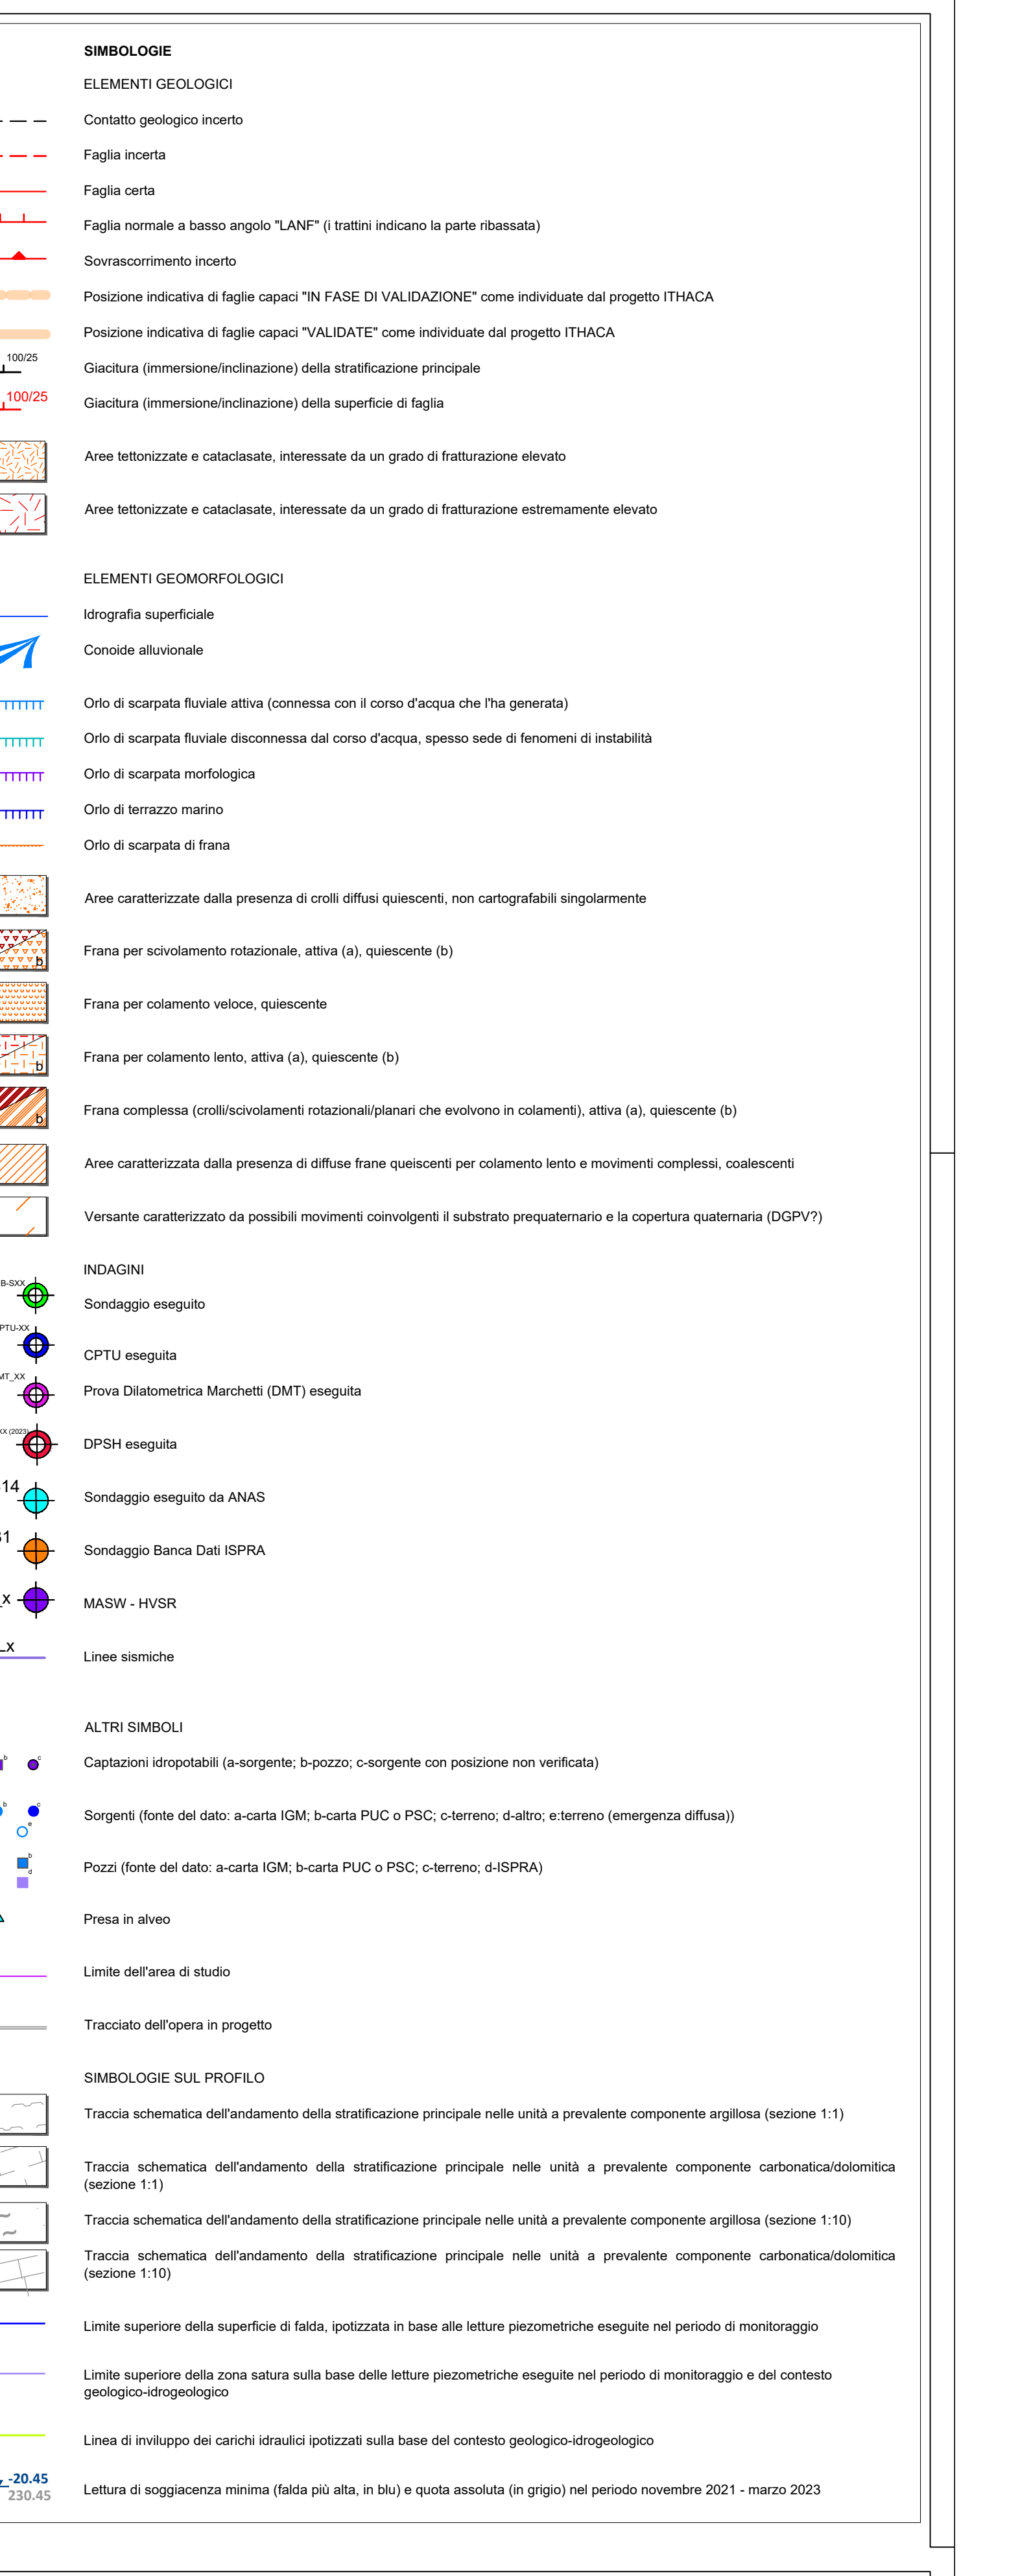 SIMBOLOGIE
ELEMENTI GEOLOGICI
Contatto geologico incerto
Faglia incerta
Faglia certa
Faglia normale a basso angolo "LANF" (i trattini indicano la parte ribassata)
Sovrascorrimento incerto
Posizione indicativa di faglie capaci "IN FASE DI VALIDAZIONE" come individuate dal progetto ITHACA
Posizione indicativa di faglie capaci "VALIDATE" come individuate dal progetto ITHACA
100/25
Giacitura (immersione/inclinazione) della stratificazione principale
100/25
Giacitura (immersione/inclinazione) della superficie di faglia
Aree tettonizzate e cataclasate, interessate da un grado di fratturazione elevato
Aree tettonizzate e cataclasate, interessate da un grado di fratturazione estremamente elevato
ELEMENTI GEOMORFOLOGICI
Idrografia superficiale
Conoide alluvionale
Orlo di scarpata fluviale attiva (connessa con il corso d'acqua che l'ha generata)
Orlo di scarpata fluviale disconnessa dal corso d'acqua, spesso sede di fenomeni di instabilità
Orlo di scarpata morfologica
Orlo di terrazzo marino
Orlo di scarpata di frana
Aree caratterizzate dalla presenza di crolli diffusi quiescenti, non cartografabili singolarmente
b
Frana per scivolamento rotazionale, attiva (a), quiescente (b)
Frana per colamento veloce, quiescente
b
Frana per colamento lento, attiva (a), quiescente (b)
b
Frana complessa (crolli/scivolamenti rotazionali/planari che evolvono in colamenti), attiva (a), quiescente (b)
Aree caratterizzata dalla presenza di diffuse frane queiscenti per colamento lento e movimenti complessi, coalescenti
Versante caratterizzato da possibili movimenti coinvolgenti il substrato prequaternario e la copertura quaternaria (DGPV?)
INDAGINI
B-SXX
Sondaggio eseguito
PTU-XX
CPTU eseguita
MT_XX
Prova Dilatometrica Marchetti (DMT) eseguita
XX (2023)
DPSH eseguita
14
Sondaggio eseguito da ANAS
1
Sondaggio Banca Dati ISPRA
_x
MASW - HVSR
_x
Linee sismiche
ALTRI SIMBOLI
b c
Captazioni idropotabili (a-sorgente; b-pozzo; c-sorgente con posizione non verificata)
b c
Sorgenti (fonte del dato: a-carta IGM; b-carta PUC o PSC; c-terreno; d-altro; e:terreno (emergenza diffusa))
e
b
Pozzi (fonte del dato: a-carta IGM; b-carta PUC o PSC; c-terreno; d-ISPRA)
d
Presa in alveo
Limite dell'area di studio
Tracciato dell'opera in progetto
SIMBOLOGIE SUL PROFILO
Traccia schematica dell'andamento della stratificazione principale nelle unità a prevalente componente argillosa (sezione 1:1)
Traccia schematica dell'andamento della stratificazione principale nelle unità a prevalente componente carbonatica/dolomitica
(sezione 1:1)
Traccia schematica dell'andamento della stratificazione principale nelle unità a prevalente componente argillosa (sezione 1:10)
Traccia schematica dell'andamento della stratificazione principale nelle unità a prevalente componente carbonatica/dolomitica
(sezione 1:10)
Limite superiore della superficie di falda, ipotizzata in base alle letture piezometriche eseguite nel periodo di monitoraggio
Limite superiore della zona satura sulla base delle letture piezometriche eseguite nel periodo di monitoraggio e del contesto
geologico-idrogeologico
Linea di inviluppo dei carichi idraulici ipotizzati sulla base del contesto geologico-idrogeologico
-20.45
230.45
Lettura di soggiacenza minima (falda più alta, in blu) e quota assoluta (in grigio) nel periodo novembre 2021 - marzo 2023